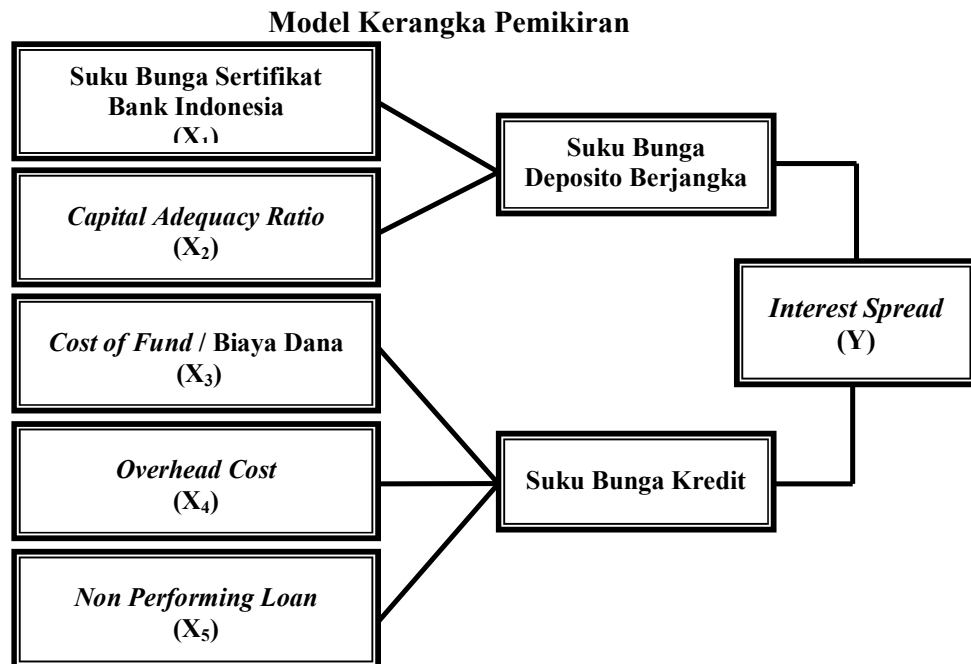 Model Kerangka Pemikiran
Suku Bunga Sertifikat
Bank Indonesia
(X₁)
Suku Bunga
Deposito Berjangka
Capital Adequacy Ratio
(X₂)
Interest Spread
(Y)
Cost of Fund / Biaya Dana
(X₃)
Overhead Cost
(X₄)
Suku Bunga Kredit
Non Performing Loan
(X₅)